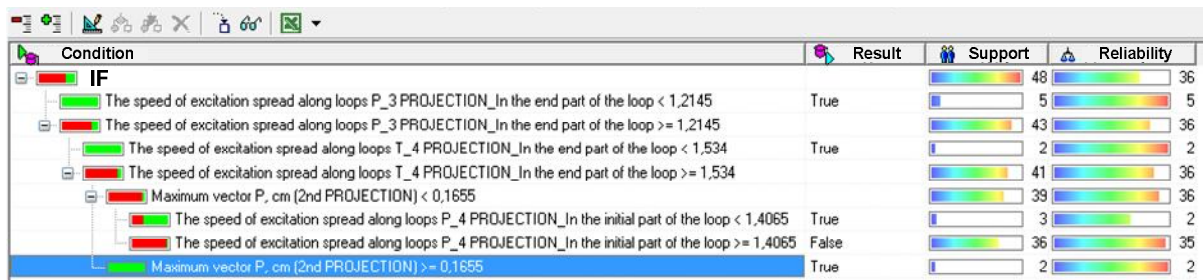 Condition Result Support Reliability
IF 48 36
The speed of excitation spread along loops P_3 PROJECTION_In the end part of the loop < 1,2145 True 5 5
The speed of excitation spread along loops P_3 PROJECTION_In the end part of the loop >= 1,2145 43 36
The speed of excitation spread along loops T_4 PROJECTION_In the end part of the loop < 1,534 True 2 2
The speed of excitation spread along loops T_4 PROJECTION_In the end part of the loop >= 1,534 41 36
Maximum vector P, cm (2nd PROJECTION) < 0,1655 39 36
The speed of excitation spread along loops P_4 PROJECTION_In the initial part of the loop < 1,4065 True 3 2
The speed of excitation spread along loops P_4 PROJECTION_In the initial part of the loop >= 1,4065 False 36 35
Maximum vector P, cm (2nd PROJECTION) >= 0,1655 True 2 2